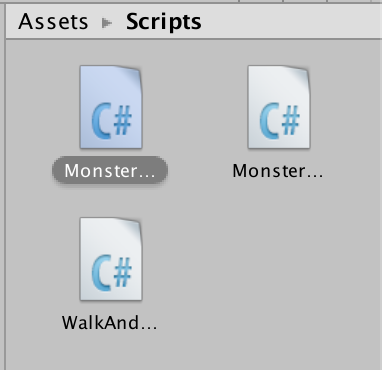 Assets ▸ Scripts
C# C#
Monster... Monster...
C#
WalkAnd...